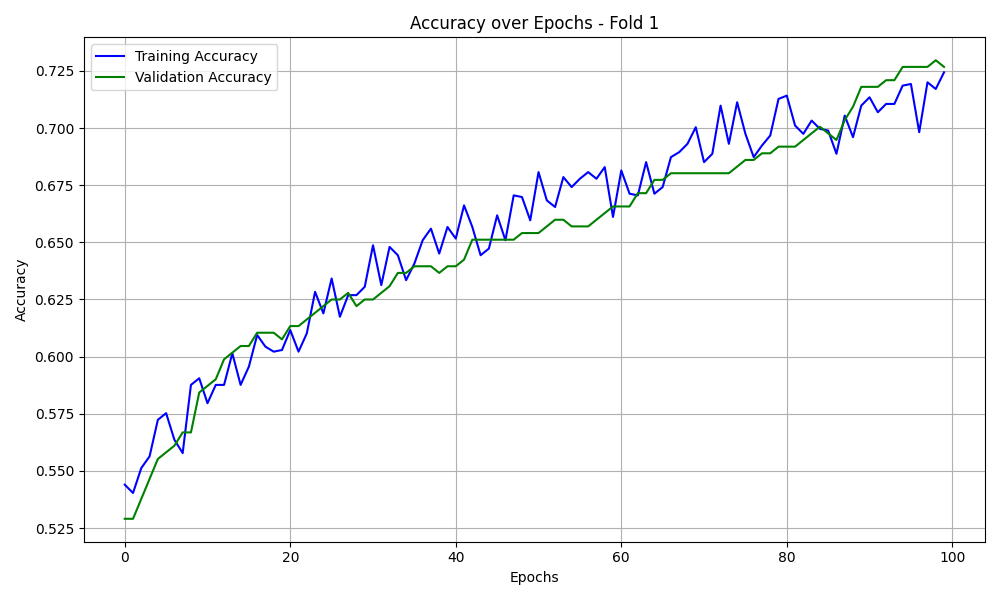 Accuracy over Epochs - Fold 1
Training Accuracy
Validation Accuracy
Accuracy
0.725
0.700
0.675
0.650
0.625
0.600
0.575
0.550
0.525
0 20 40 60 80 100
Epochs